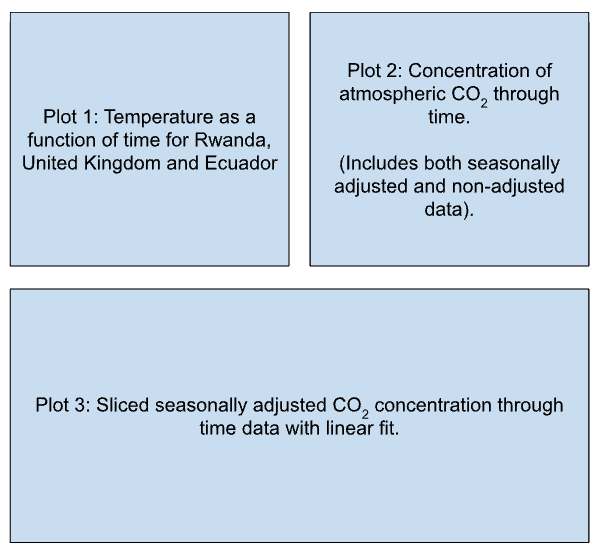 Plot 1: Temperature as a
function of time for Rwanda,
United Kingdom and Ecuador
Plot 2: Concentration of
atmospheric CO₂ through
time.
(Includes both seasonally
adjusted and non-adjusted
data).
Plot 3: Sliced seasonally adjusted CO₂ concentration through
time data with linear fit.